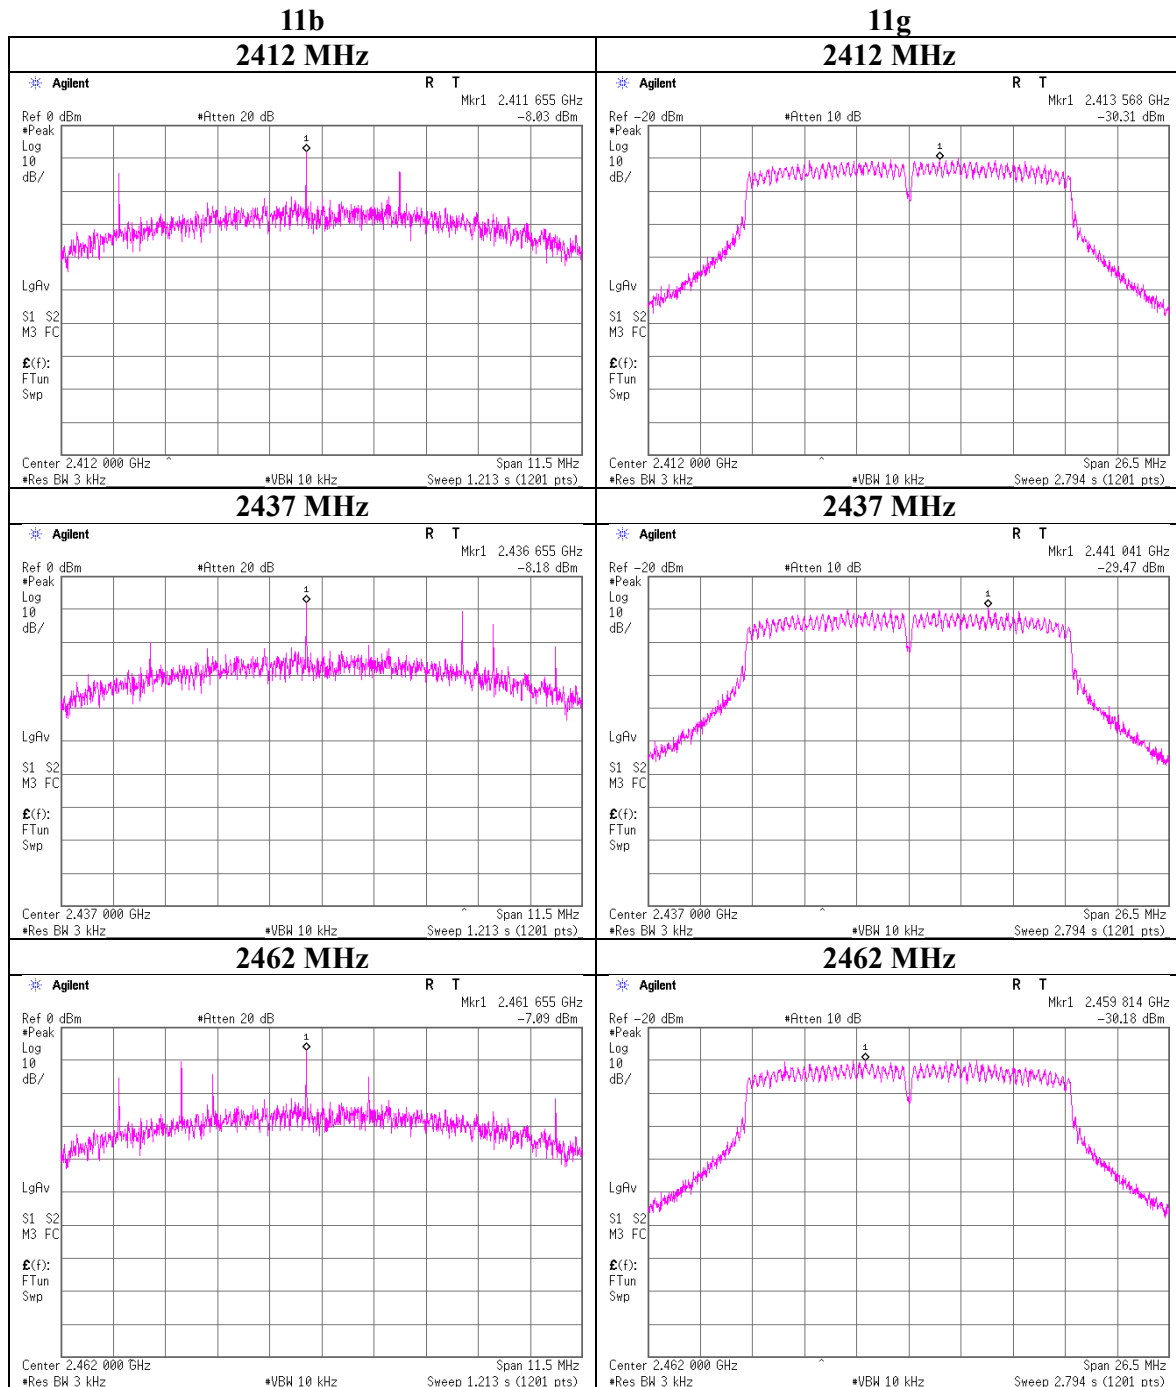 11b 11g
2412 MHz 2412 MHz
Agilent R T
Mkr1 2.411 655 GHz
Ref 0 dBm #Atten 20 dB -8.03 dBm
#Peak
Log
10
dB/
1
LgAv
S1 S2
M3 FC
£(f):
FTun
Swp
Center 2.412 000 GHz ^ Span 11.5 MHz
#Res BW 3 kHz #VBW 10 kHz Sweep 1.213 s (1201 pts)
Agilent R T
Mkr1 2.413 568 GHz
Ref -20 dBm #Atten 10 dB -30.31 dBm
#Peak
Log
10
dB/
1
LgAv
S1 S2
M3 FC
£(f):
FTun
Swp
Center 2.412 000 GHz ^ Span 26.5 MHz
#Res BW 3 kHz #VBW 10 kHz Sweep 2.794 s (1201 pts)
2437 MHz 2437 MHz
Agilent R T
Mkr1 2.436 655 GHz
Ref 0 dBm #Atten 20 dB -8.18 dBm
#Peak
Log
10
dB/
1
LgAv
S1 S2
M3 FC
£(f):
FTun
Swp
Center 2.437 000 GHz ^ Span 11.5 MHz
#Res BW 3 kHz #VBW 10 kHz Sweep 1.213 s (1201 pts)
Agilent R T
Mkr1 2.441 041 GHz
Ref -20 dBm #Atten 10 dB -29.47 dBm
#Peak
Log
10
dB/
1
LgAv
S1 S2
M3 FC
£(f):
FTun
Swp
Center 2.437 000 GHz ^ Span 26.5 MHz
#Res BW 3 kHz #VBW 10 kHz Sweep 2.794 s (1201 pts)
2462 MHz 2462 MHz
Agilent R T
Mkr1 2.461 655 GHz
Ref 0 dBm #Atten 20 dB -7.09 dBm
#Peak
Log
10
dB/
1
LgAv
S1 S2
M3 FC
£(f):
FTun
Swp
Center 2.462 000 GHz ^ Span 11.5 MHz
#Res BW 3 kHz #VBW 10 kHz Sweep 1.213 s (1201 pts)
Agilent R T
Mkr1 2.459 814 GHz
Ref -20 dBm #Atten 10 dB -30.18 dBm
#Peak
Log
10
dB/
1
LgAv
S1 S2
M3 FC
£(f):
FTun
Swp
Center 2.462 000 GHz ^ Span 26.5 MHz
#Res BW 3 kHz #VBW 10 kHz Sweep 2.794 s (1201 pts)